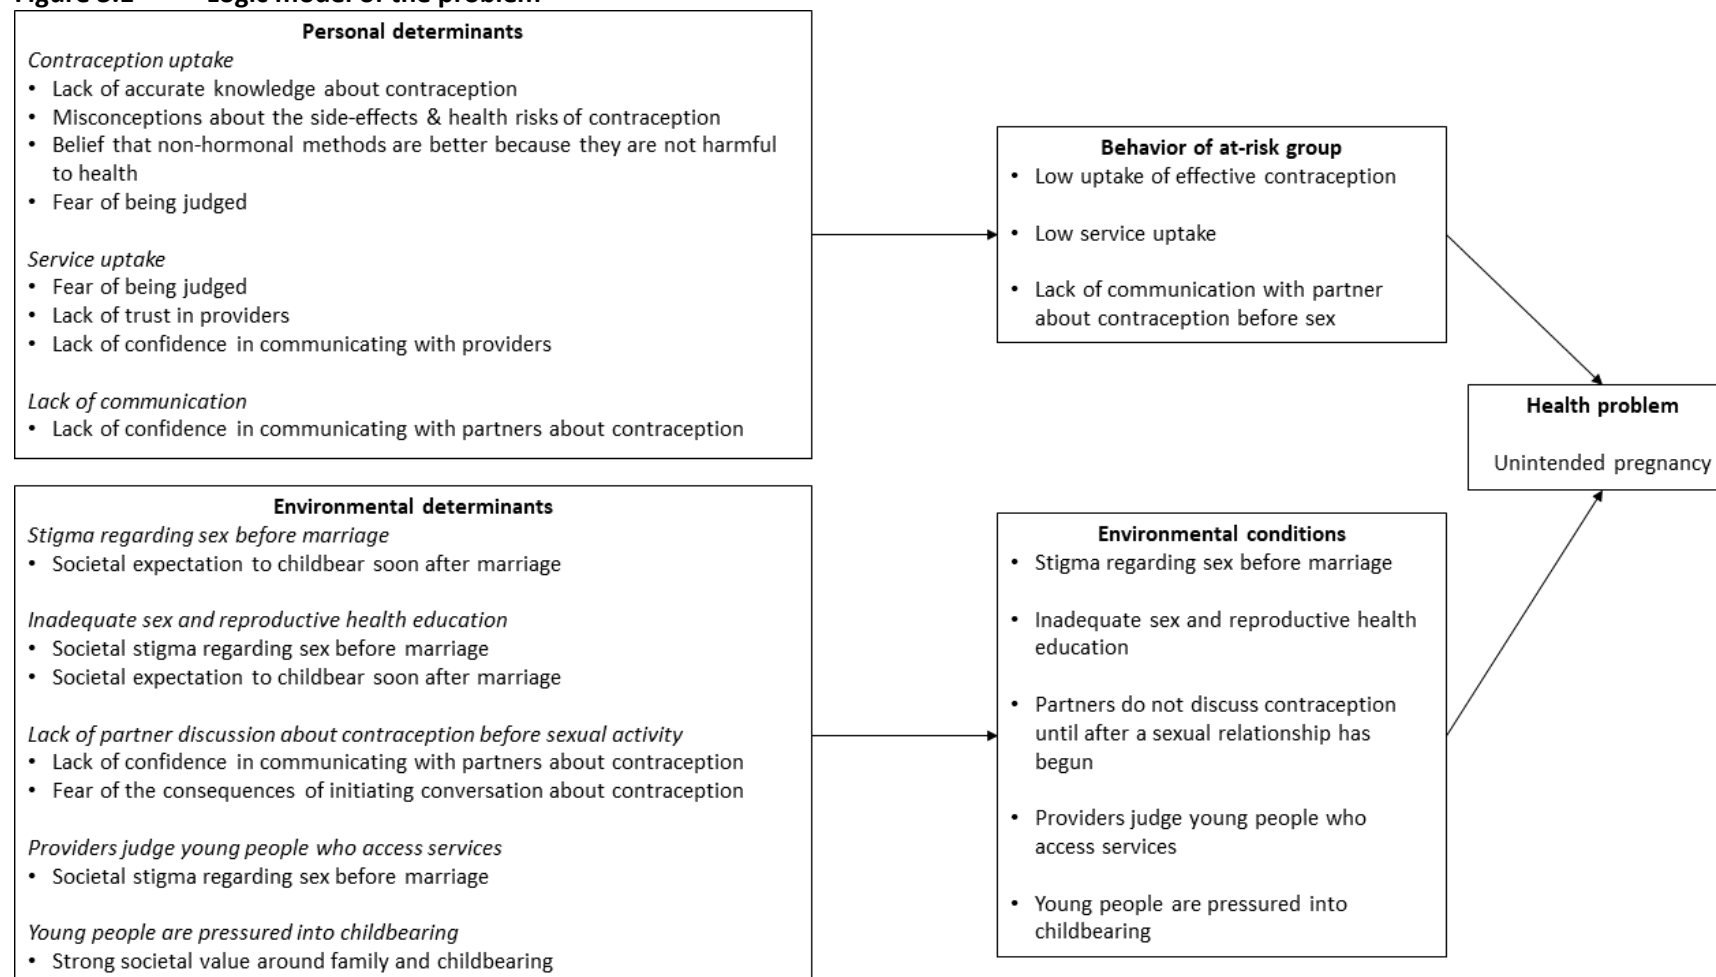 Figure 3.1 Logic model of the problem
Personal determinants
Contraception uptake
• Lack of accurate knowledge about contraception
• Misconceptions about the side-effects & health risks of contraception
• Belief that non-hormonal methods are better because they are not harmful
to health
• Fear of being judged
Service uptake
• Fear of being judged
• Lack of trust in providers
• Lack of confidence in communicating with providers
Lack of communication
• Lack of confidence in communicating with partners about contraception
Environmental determinants
Stigma regarding sex before marriage
• Societal expectation to childbear soon after marriage
Inadequate sex and reproductive health education
• Societal stigma regarding sex before marriage
• Societal expectation to childbear soon after marriage
Lack of partner discussion about contraception before sexual activity
• Lack of confidence in communicating with partners about contraception
• Fear of the consequences of initiating conversation about contraception
Providers judge young people who access services
• Societal stigma regarding sex before marriage
Young people are pressured into childbearing
• Strong societal value around family and childbearing
Behavior of at-risk group
• Low uptake of effective contraception
• Low service uptake
• Lack of communication with partner
about contraception before sex
Environmental conditions
• Stigma regarding sex before marriage
• Inadequate sex and reproductive health
education
• Partners do not discuss contraception
until after a sexual relationship has
begun
• Providers judge young people who
access services
• Young people are pressured into
childbearing
Health problem
Unintended pregnancy